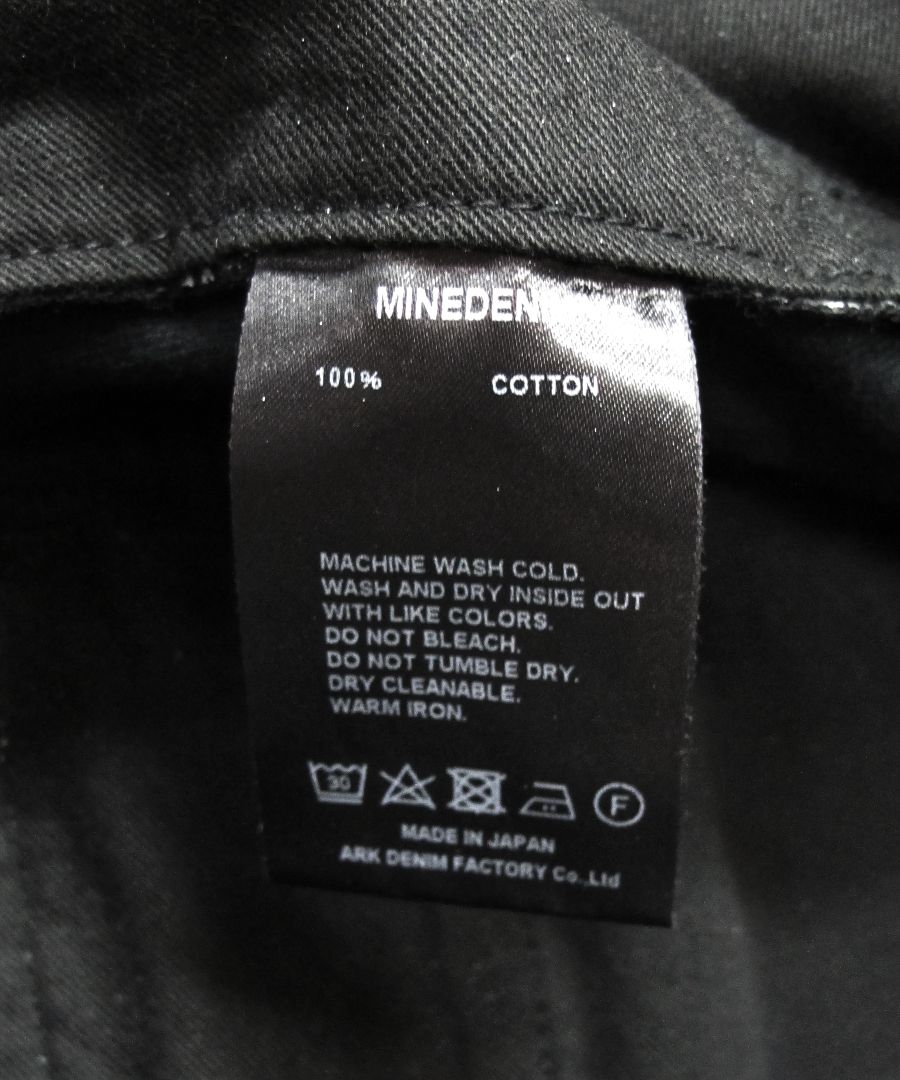 MINEDENIM
100% COTTON
MACHINE WASH COLD.
WASH AND DRY INSIDE OUT
WITH LIKE COLORS.
DO NOT BLEACH.
DO NOT TUMBLE DRY.
DRY CLEANABLE.
WARM IRON.
30 F
MADE IN JAPAN
ARK DENIM FACTORY Co.,Ltd